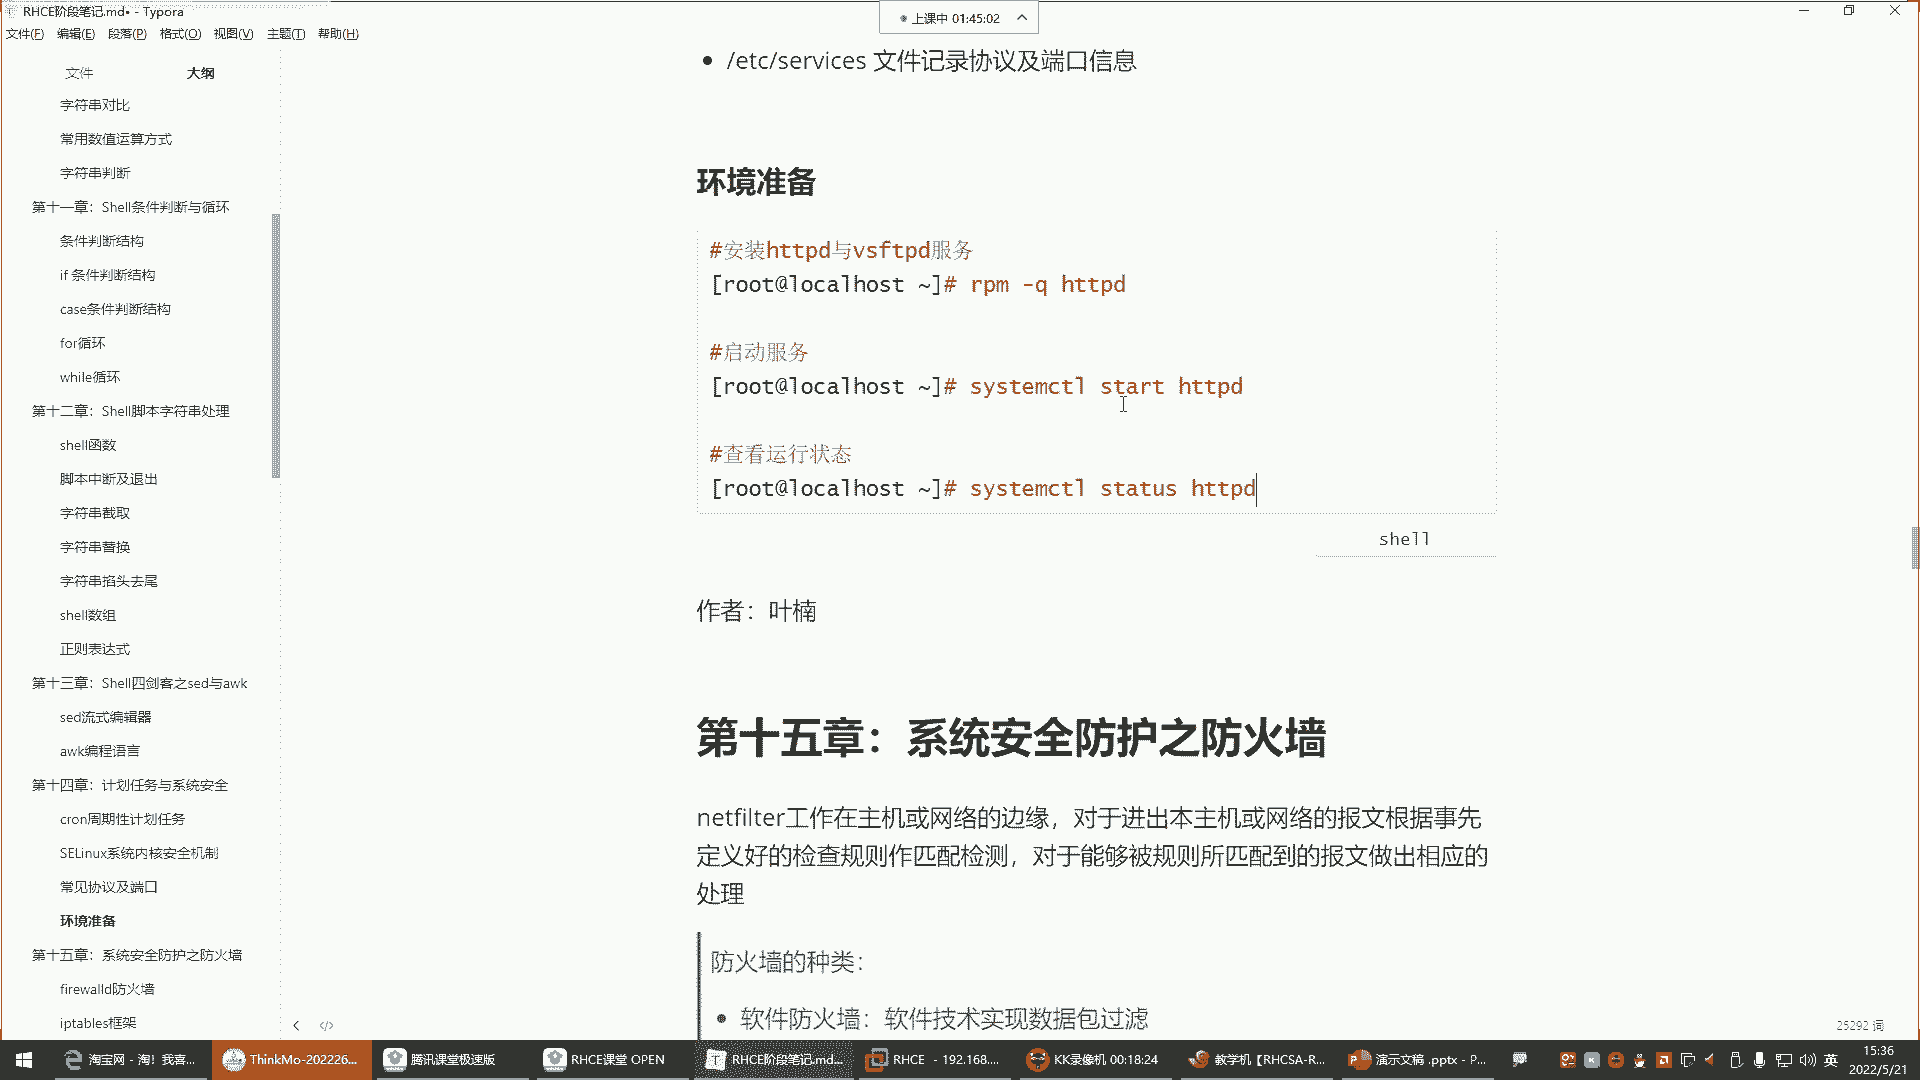 RHCE阶段笔记.md• - Typora
上课中 01:45:02
文件(F) 编辑(E) 段落(P) 格式(O) 视图(V) 主题(T) 帮助(H)
文件 大纲
字符串对比
常用数值运算方式
字符串判断
第十一章：Shell条件判断与循环
条件判断结构
if 条件判断结构
case条件判断结构
for循环
while循环
第十二章：Shell脚本字符串处理
shell函数
脚本中断及退出
字符串截取
字符串替换
字符串掐头去尾
shell数组
正则表达式
第十三章：Shell四剑客之sed与awk
sed流式编辑器
awk编程语言
第十四章：计划任务与系统安全
cron周期性计划任务
SELinux系统内核安全机制
常见协议及端口
环境准备
第十五章：系统安全防护之防火墙
firewalld防火墙
iptables框架
• /etc/services 文件记录协议及端口信息
环境准备
#安装httpd与vsftpd服务
[root@localhost ~]# rpm -q httpd
#启动服务
[root@localhost ~]# systemctl start httpd
#查看运行状态
[root@localhost ~]# systemctl status httpd
shell
作者：叶楠
第十五章：系统安全防护之防火墙
netfilter工作在主机或网络的边缘，对于进出本主机或网络的报文根据事先
定义好的检查规则作匹配检测，对于能够被规则所匹配到的报文做出相应的
处理
防火墙的种类：
• 软件防火墙：软件技术实现数据包过滤
25292 词
淘宝网 - 淘！我喜... ThinkMo-202226... 腾讯课堂极速版 RHCE课堂 OPEN RHCE阶段笔记.md... RHCE - 192.168.... KK录像机 00:18:24 教学机【RHCSA-R... 演示文稿 .pptx - P... 英
15:36
2022/5/21